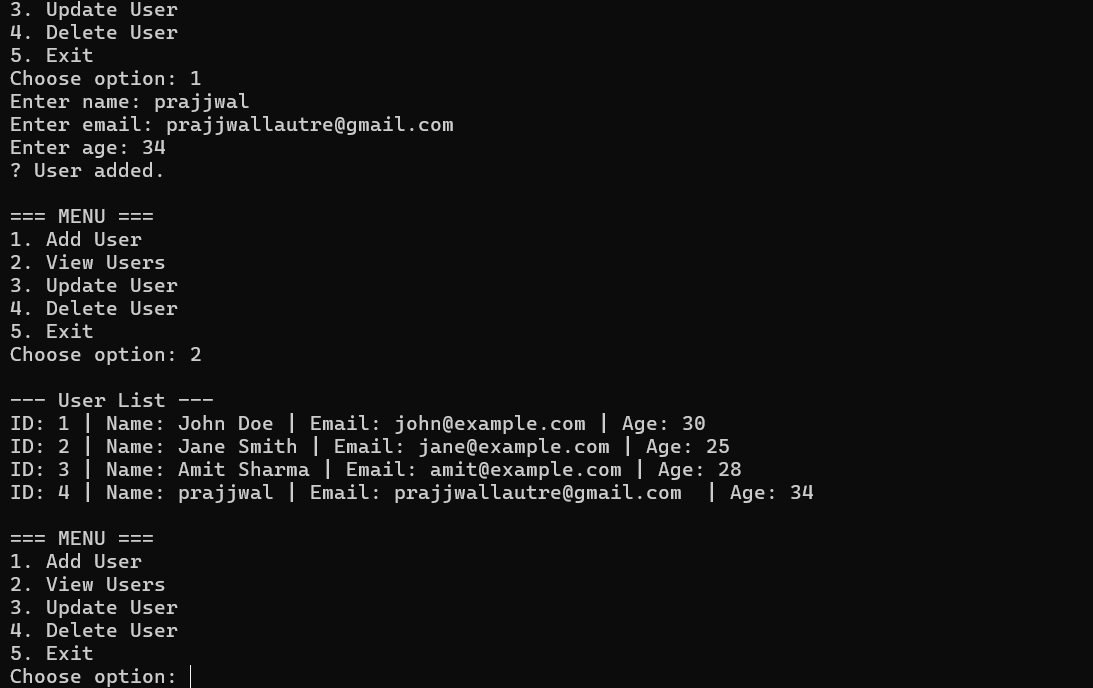 3. Update User
4. Delete User
5. Exit
Choose option: 1
Enter name: prajjwal
Enter email: prajjwallautre@gmail.com
Enter age: 34
? User added.

=== MENU ===
1. Add User
2. View Users
3. Update User
4. Delete User
5. Exit
Choose option: 2

--- User List ---
ID: 1 | Name: John Doe | Email: john@example.com | Age: 30
ID: 2 | Name: Jane Smith | Email: jane@example.com | Age: 25
ID: 3 | Name: Amit Sharma | Email: amit@example.com | Age: 28
ID: 4 | Name: prajjwal | Email: prajjwallautre@gmail.com  | Age: 34

=== MENU ===
1. Add User
2. View Users
3. Update User
4. Delete User
5. Exit
Choose option: